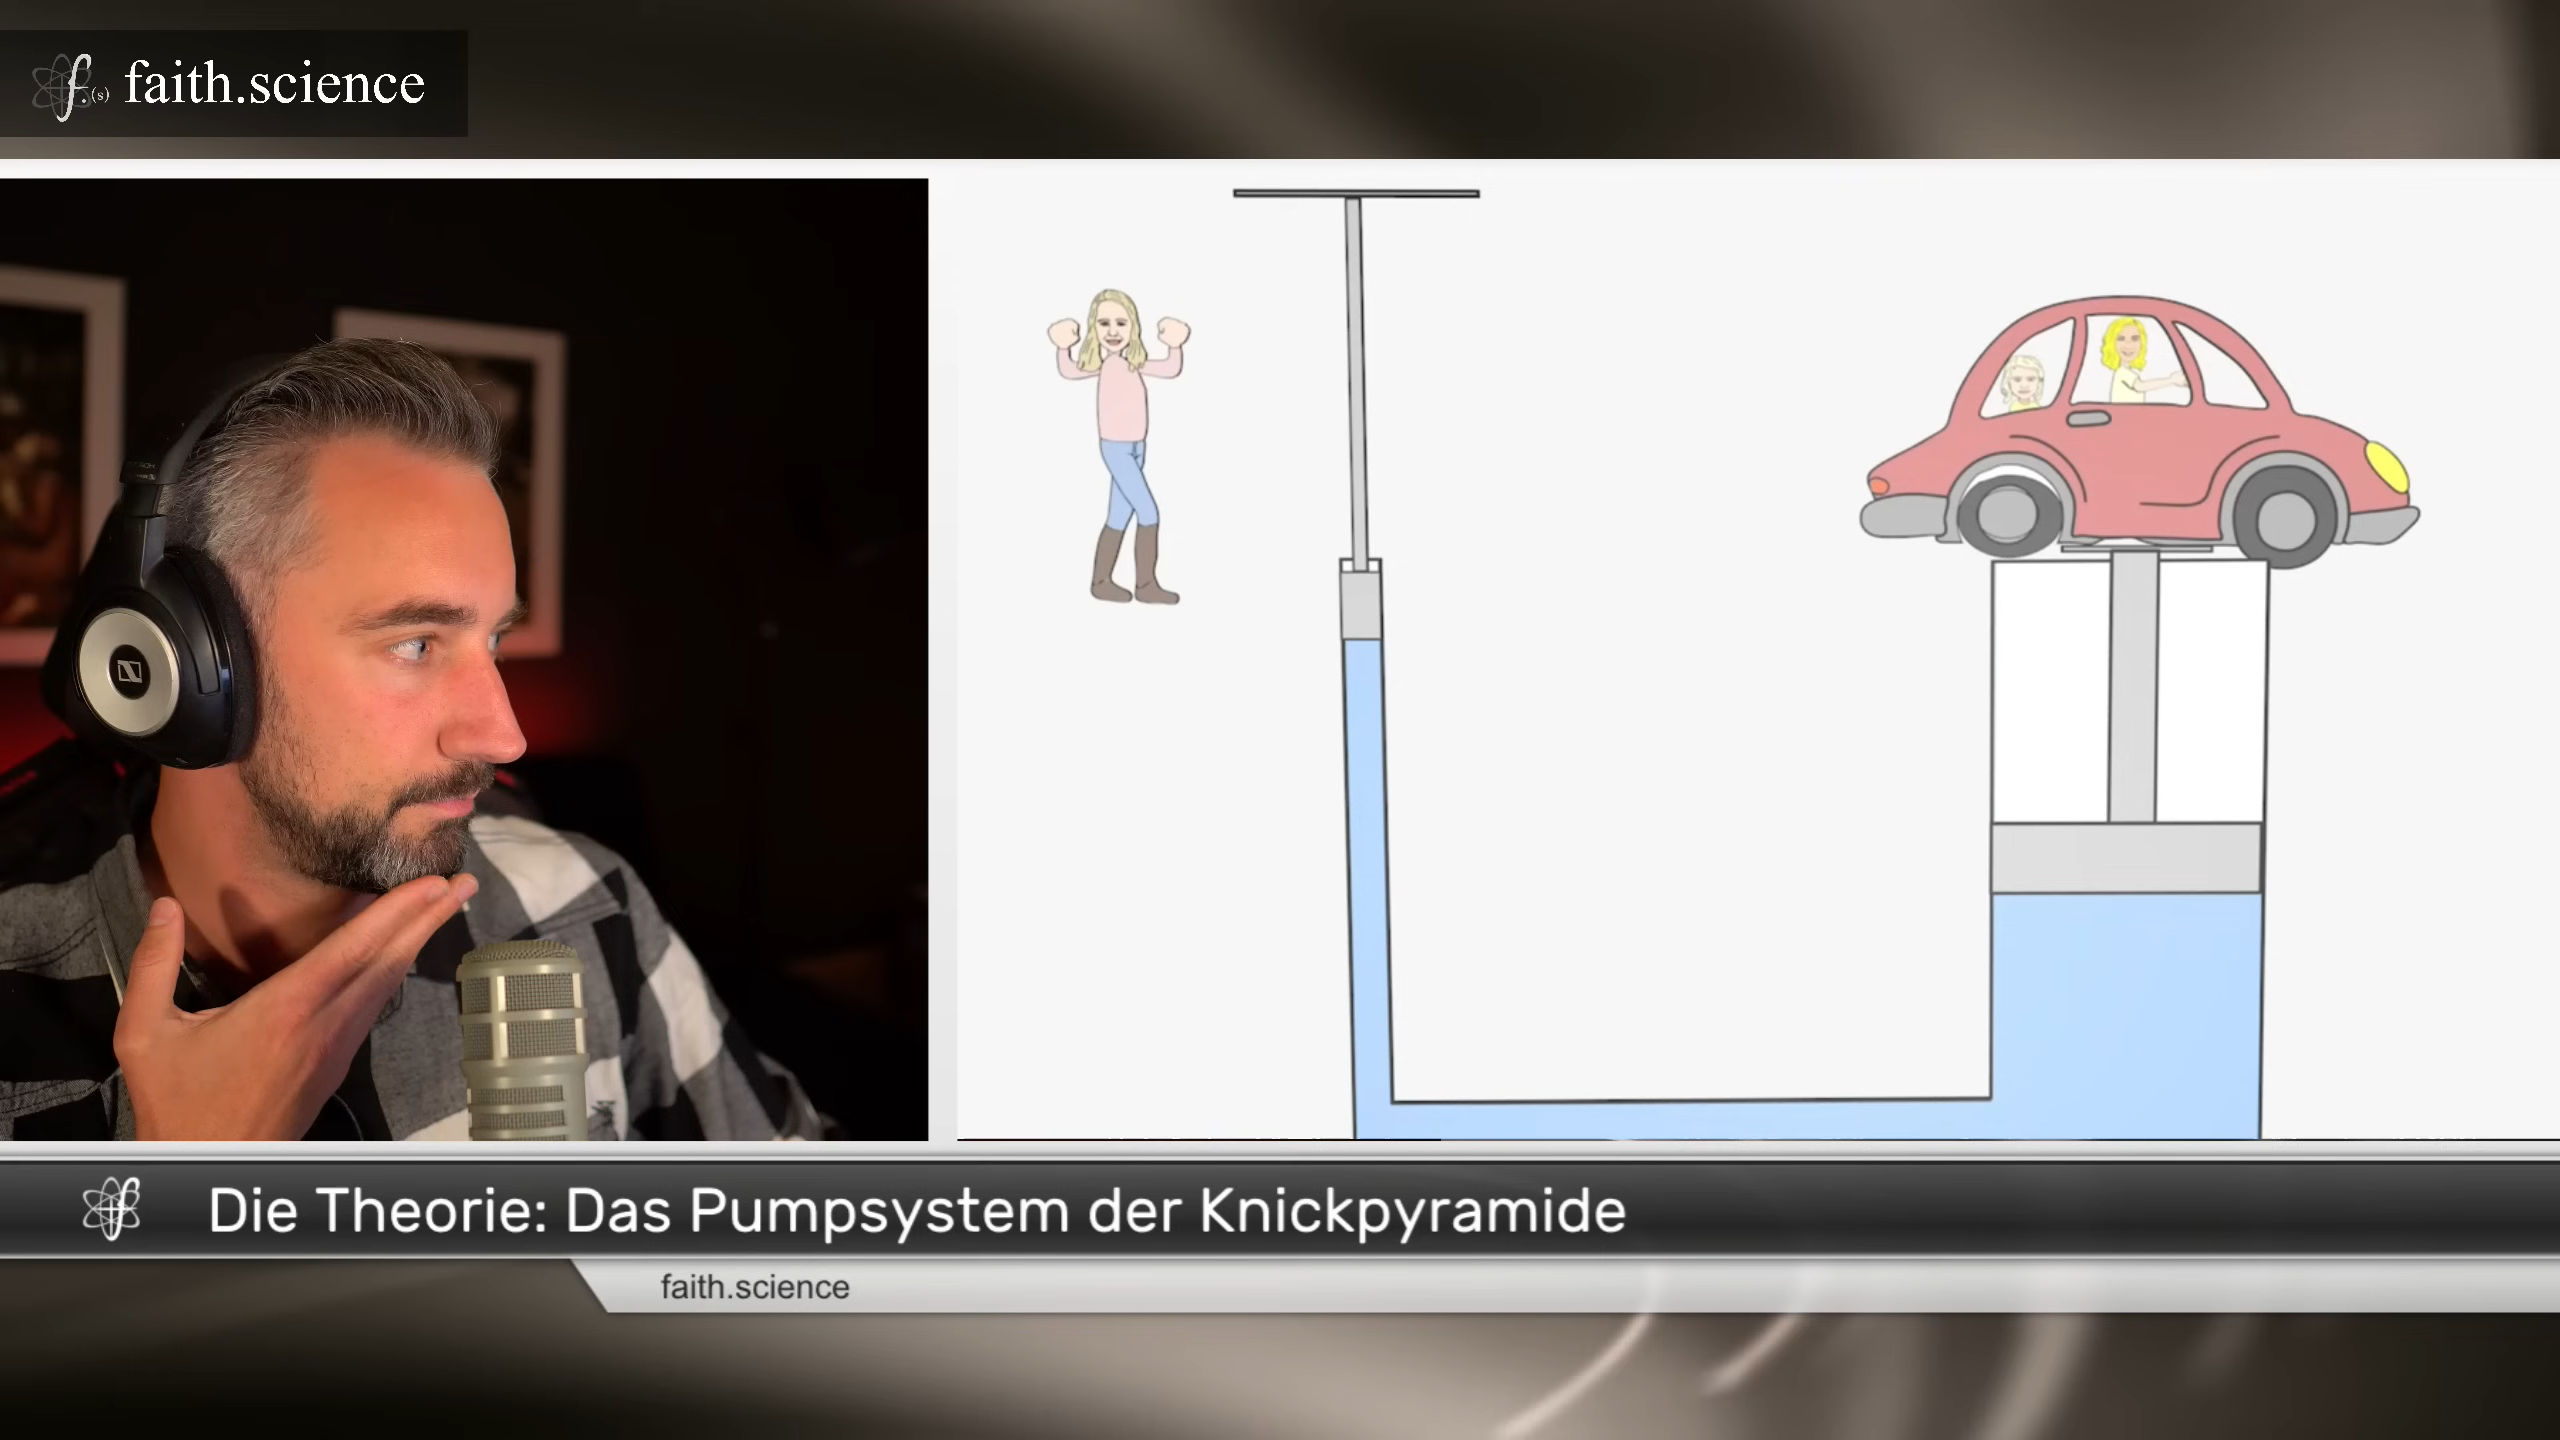 f.(s) faith.science
Die Theorie: Das Pumpsystem der Knickpyramide
faith.science